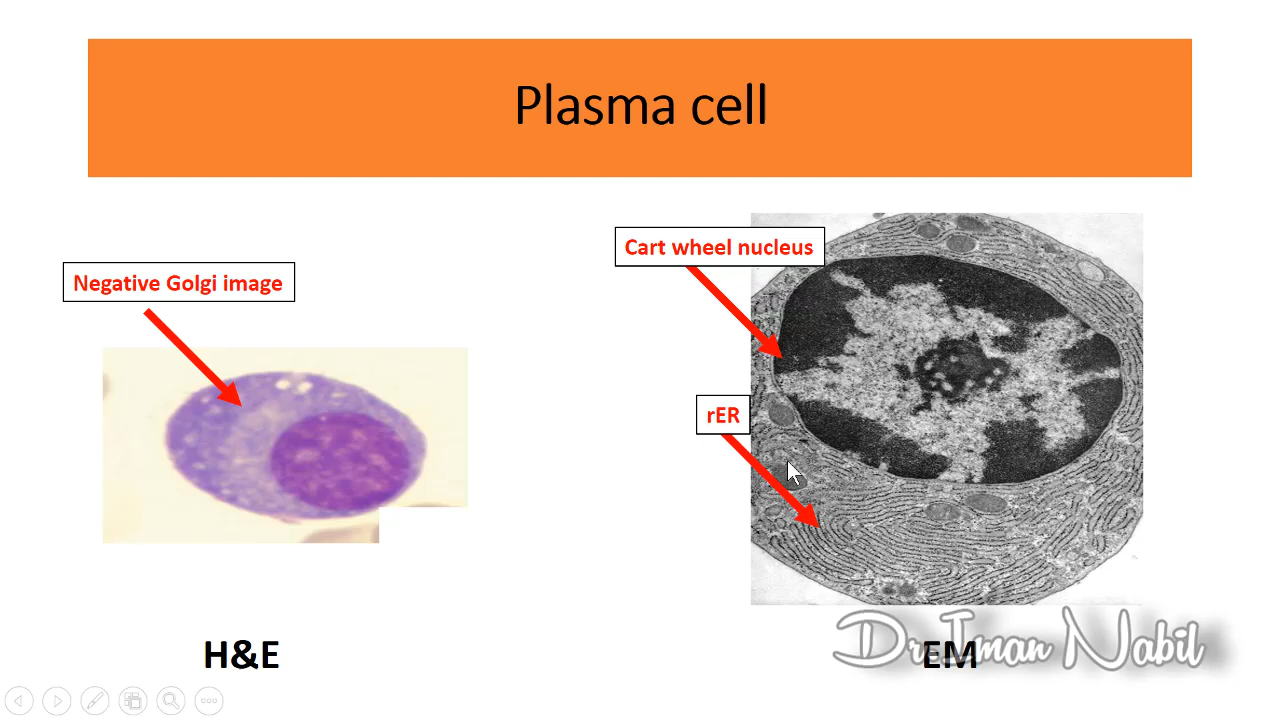 Plasma cell
Cart wheel nucleus
Negative Golgi image
rER
H&E
EM
Dr.Iman Nabil